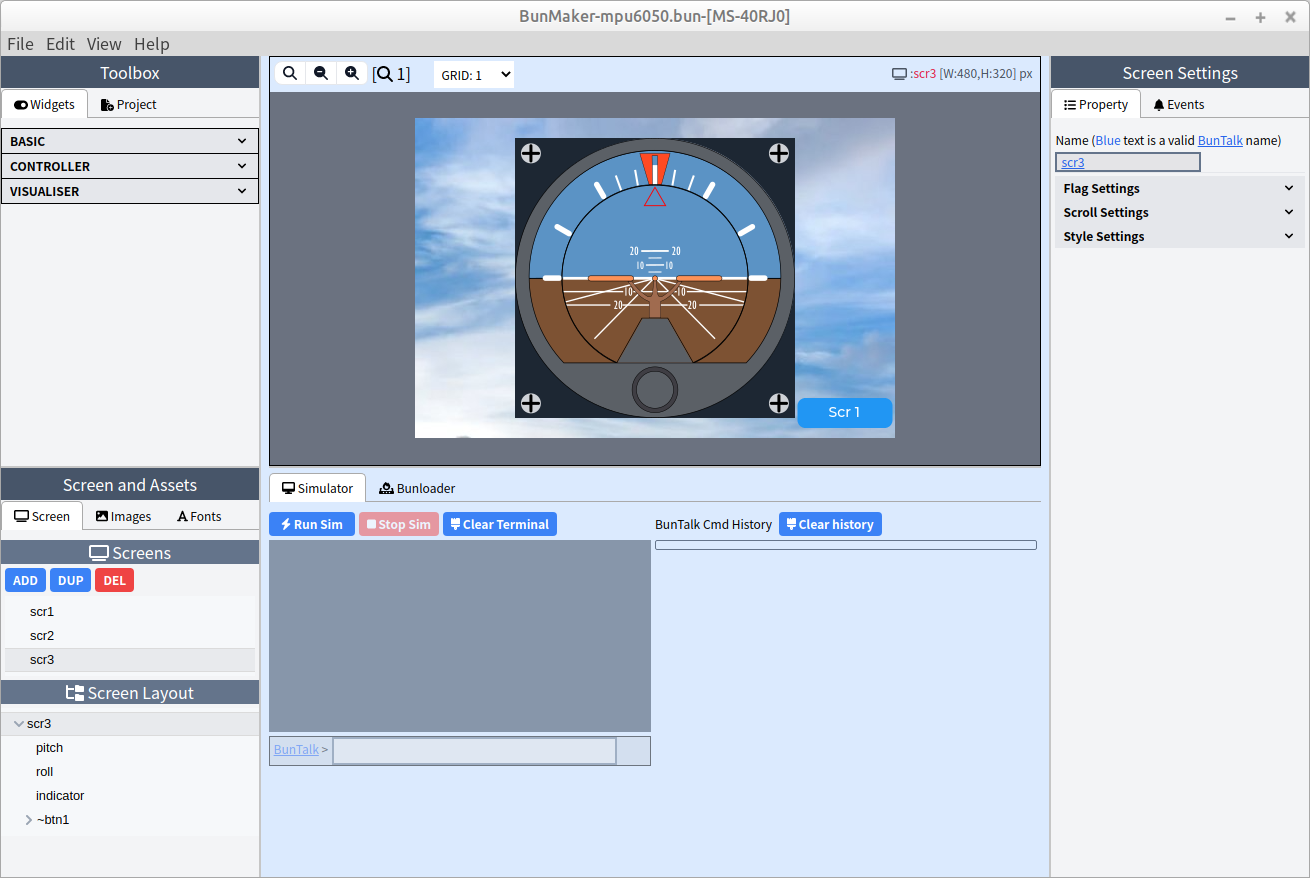 BunMaker-mpu6050.bun-[MS-40RJ0]
File Edit View Help
Toolbox
Widgets Project
BASIC
CONTROLLER
VISUALISER
[ 1] GRID: 1 :scr3 [W:480,H:320] px
20 20
10 10
10 10
20 20
Scr 1
Screen Settings
Property Events
Name (Blue text is a valid BunTalk name)
scr3
Flag Settings
Scroll Settings
Style Settings
Screen and Assets
Screen Images Fonts
Screens
ADD DUP DEL
scr1
scr2
scr3
Screen Layout
scr3
pitch
roll
indicator
~btn1
Simulator Bunloader
Run Sim Stop Sim Clear Terminal
BunTalk Cmd History Clear history
BunTalk >